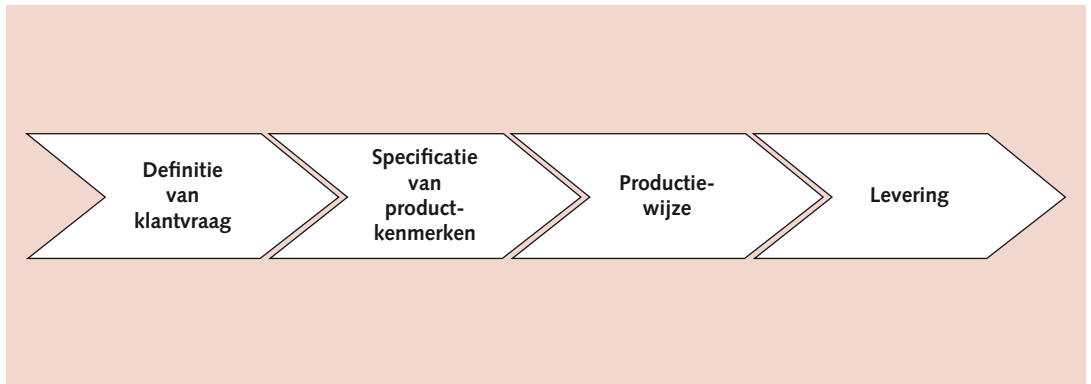 Definitie
van
klantvraag
Specificatie
van
product-
kenmerken
Productie-
wijze
Levering